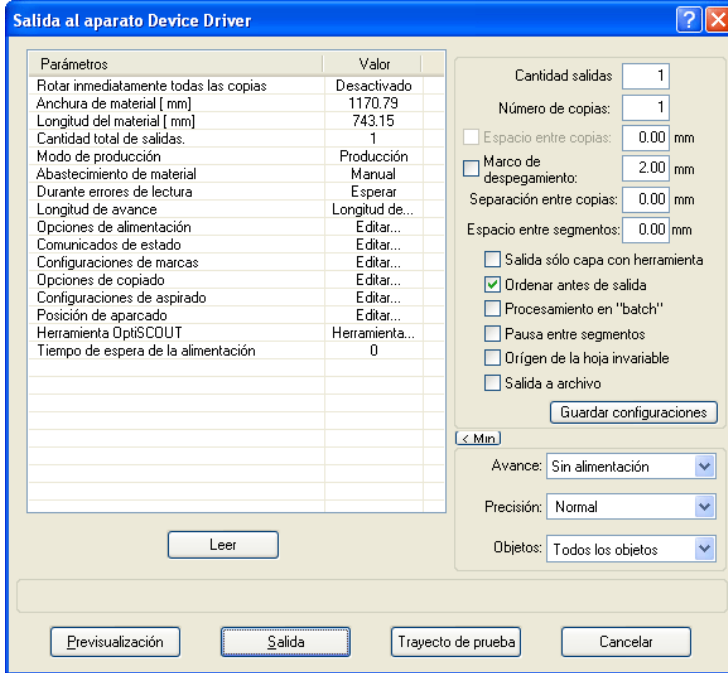 Salida al aparato Device Driver
Parámetros Valor
Rotar inmediatamente todas las copias Desactivado
Anchura de material [ mm] 1170.79
Longitud del material [ mm] 743.15
Cantidad total de salidas. 1
Modo de producción Producción
Abastecimiento de material Manual
Durante errores de lectura Esperar
Longitud de avance Longitud de...
Opciones de alimentación Editar...
Comunicados de estado Editar...
Configuraciones de marcas Editar...
Opciones de copiado Editar...
Configuraciones de aspirado Editar...
Posición de aparcado Editar...
Herramienta OptiSCOUT Herramienta...
Tiempo de espera de la alimentación 0
Leer
Cantidad salidas 1
Número de copias: 1
Espacio entre copias: 0.00 mm
Marco de
despegamiento: 2.00 mm
Separación entre copias: 0.00 mm
Espacio entre segmentos: 0.00 mm
Salida sólo capa con herramienta
Ordenar antes de salida
Procesamiento en "batch"
Pausa entre segmentos
Orígen de la hoja invariable
Salida a archivo
Guardar configuraciones
< Min
Avance: Sin alimentación
Precisión: Normal
Objetos: Todos los objetos
Previsualización Salida Trayecto de prueba Cancelar